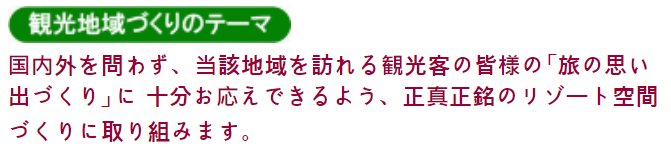 観光地域づくりのテーマ
国内外を問わず、当該地域を訪れる観光客の皆様の「旅の思い
出づくり」に 十分お応えできるよう、正真正銘のリゾート空間
づくりに取り組みます。